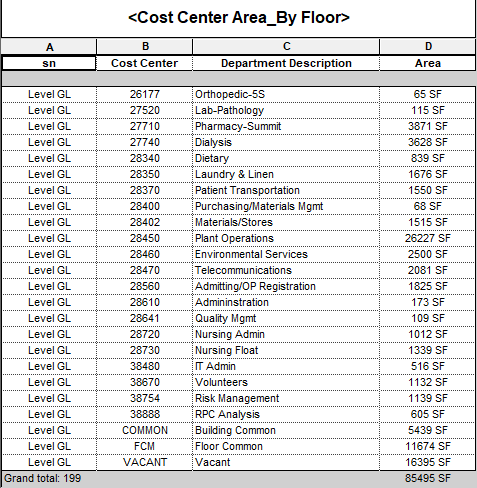 <Cost Center Area_By Floor>
A B C D
sn Cost Center Department Description Area
Level GL 26177 Orthopedic-5S 65 SF
Level GL 27520 Lab-Pathology 115 SF
Level GL 27710 Pharmacy-Summit 3871 SF
Level GL 27740 Dialysis 3628 SF
Level GL 28340 Dietary 839 SF
Level GL 28350 Laundry & Linen 1676 SF
Level GL 28370 Patient Transportation 1550 SF
Level GL 28400 Purchasing/Materials Mgmt 68 SF
Level GL 28402 Materials/Stores 1515 SF
Level GL 28450 Plant Operations 26227 SF
Level GL 28460 Environmental Services 2500 SF
Level GL 28470 Telecommunications 2081 SF
Level GL 28560 Admitting/OP Registration 1825 SF
Level GL 28610 Admininstration 173 SF
Level GL 28641 Quality Mgmt 109 SF
Level GL 28720 Nursing Admin 1012 SF
Level GL 28730 Nursing Float 1339 SF
Level GL 38480 IT Admin 516 SF
Level GL 38670 Volunteers 1132 SF
Level GL 38754 Risk Management 1139 SF
Level GL 38888 RPC Analysis 605 SF
Level GL COMMON Building Common 5439 SF
Level GL FCM Floor Common 11674 SF
Level GL VACANT Vacant 16395 SF
Grand total: 199 85495 SF